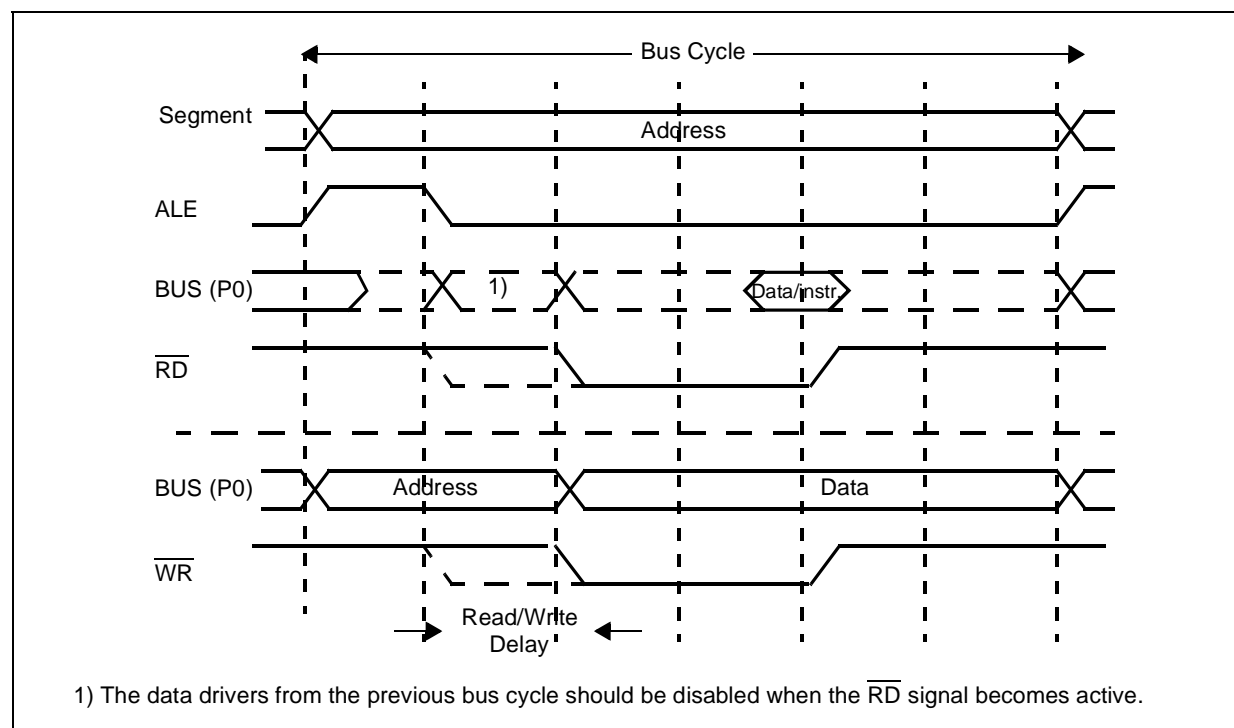 Bus Cycle
Segment
Address
ALE
BUS (P0)
1)
Data/instr.
RD
BUS (P0)
Address
Data
WR
Read/Write
Delay
1) The data drivers from the previous bus cycle should be disabled when the RD signal becomes active.